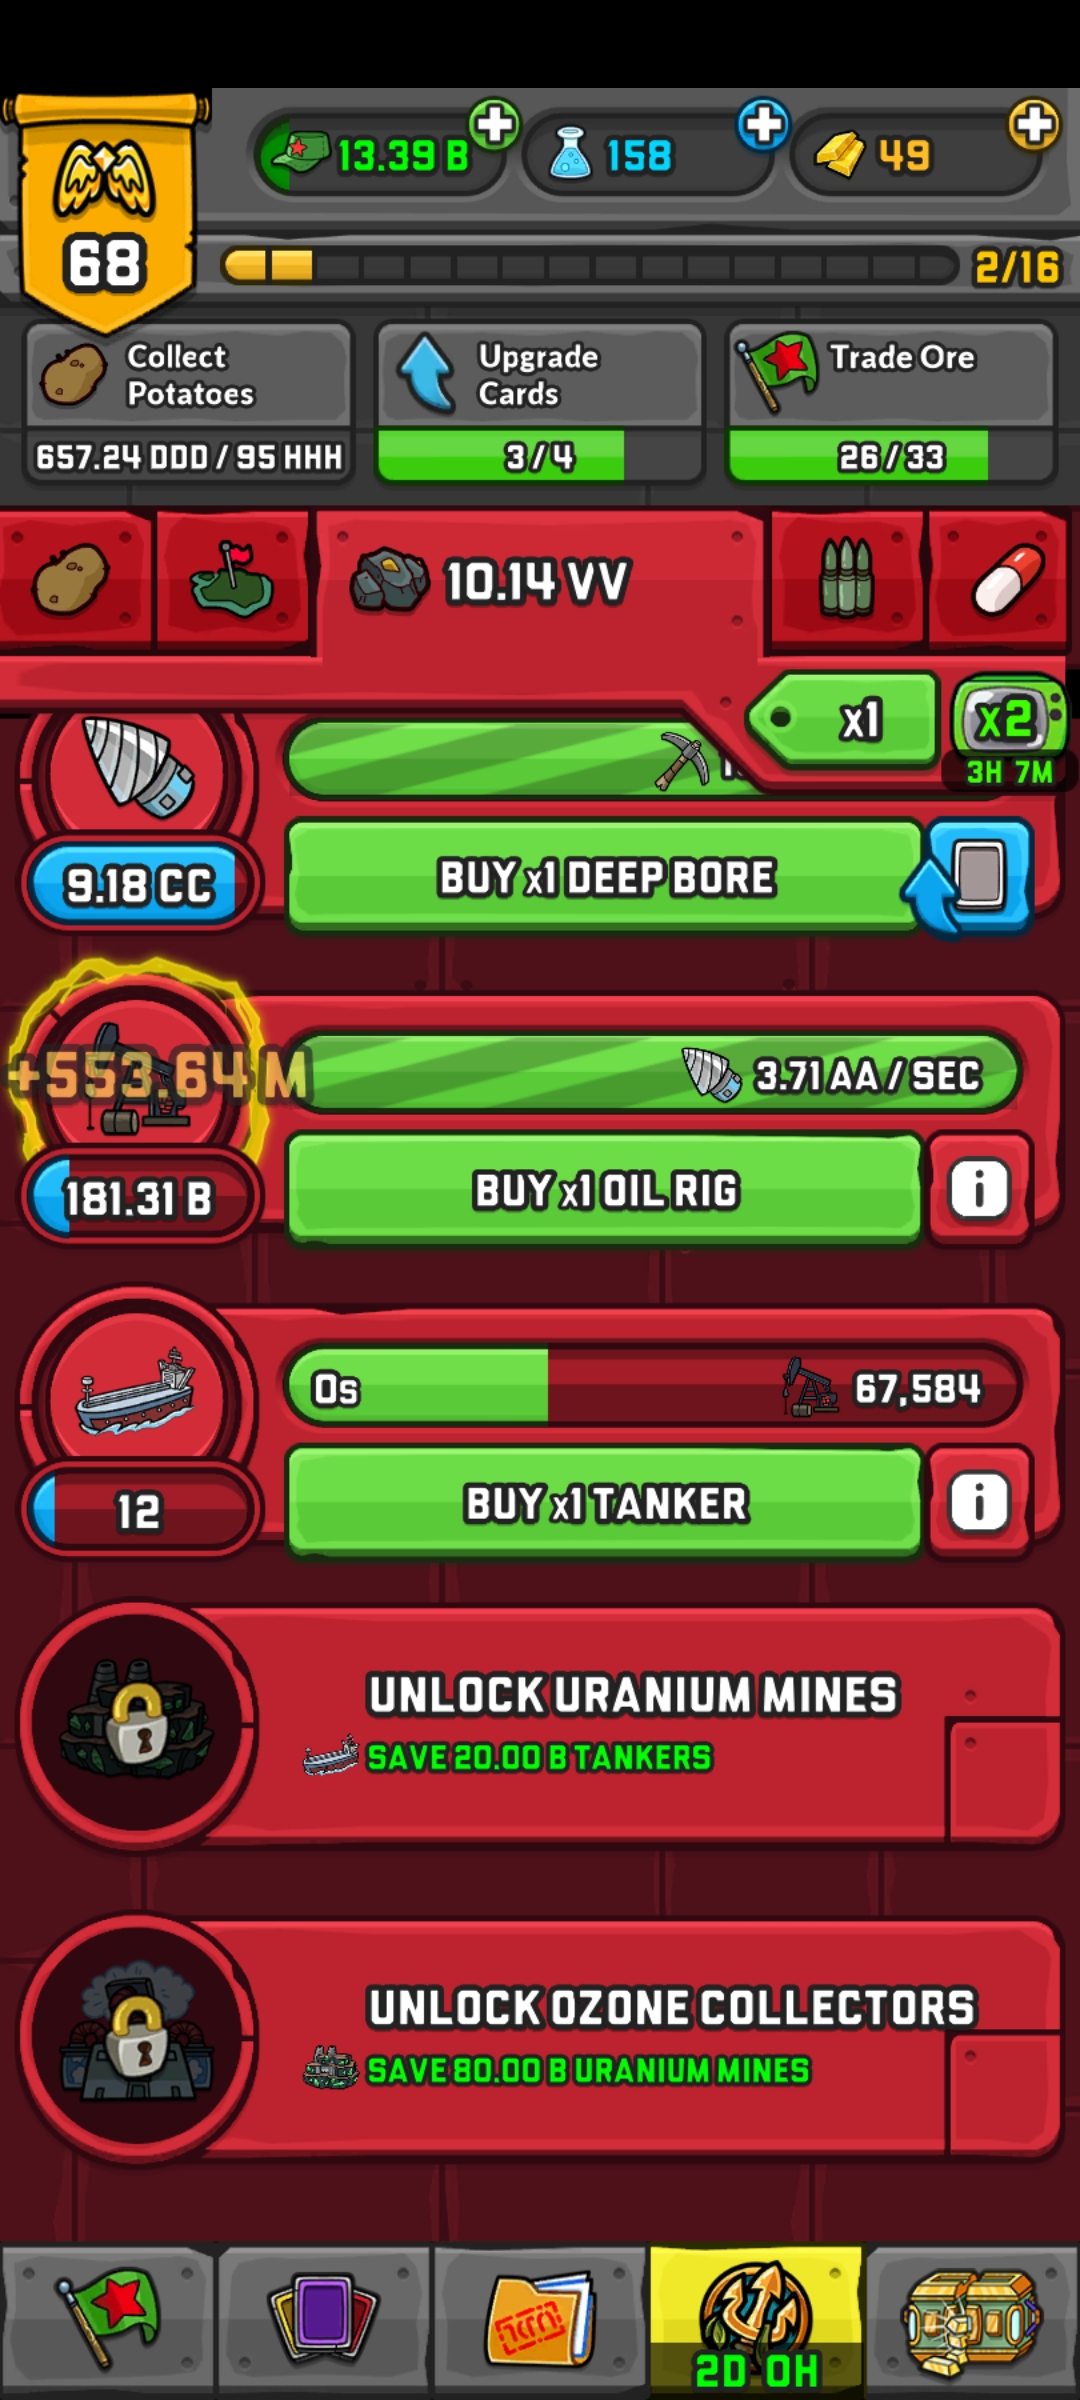 13.39 B
158
49
68
2/16
Collect
Potatoes
Upgrade
Cards
Trade Ore
657.24 DDD / 95 HHH
3 / 4
26 / 33
10.14 VV
x1
x2
3H 7M
9.18 CC
BUY x1 DEEP BORE
+553.64 M
3.71 AA / SEC
181.31 B
BUY x1 OIL RIG
i
0s
67,584
12
BUY x1 TANKER
i
UNLOCK URANIUM MINES
SAVE 20.00 B TANKERS
UNLOCK OZONE COLLECTORS
SAVE 80.00 B URANIUM MINES
2D 0H